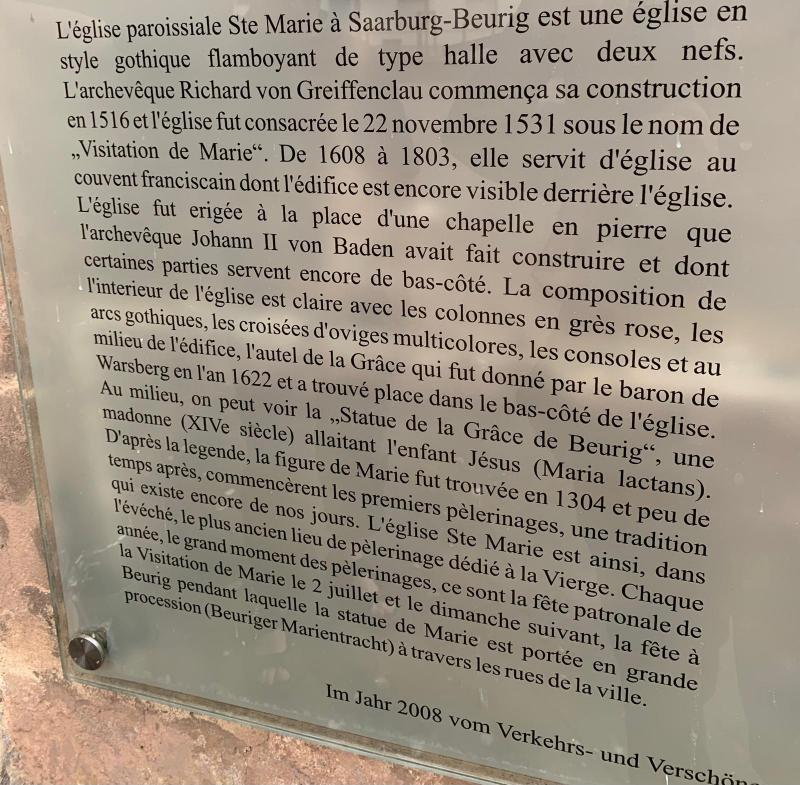 L'église paroissiale Ste Marie à Saarburg-Beurig est une église en
style gothique flamboyant de type halle avec deux nefs.
L'archevêque Richard von Greiffenclau commença sa construction
en 1516 et l'église fut consacrée le 22 novembre 1531 sous le nom de
„Visitation de Marie“. De 1608 à 1803, elle servit d'église au
couvent franciscain dont l'édifice est encore visible derrière l'église.
L'église fut erigée à la place d'une chapelle en pierre que
l'archevêque Johann II von Baden avait fait construire et dont
certaines parties servent encore de bas-côté. La composition de
l'interieur de l'église est claire avec les colonnes en grès rose, les
arcs gothiques, les croisées d'oviges multicolores, les consoles et au
milieu de l'édifice, l'autel de la Grâce qui fut donné par le baron de
Warsberg en l'an 1622 et a trouvé place dans le bas-côté de l'église.
Au milieu, on peut voir la „Statue de la Grâce de Beurig“, une
madonne (XIVe siècle) allaitant l'enfant Jésus (Maria lactans).
D'après la legende, la figure de Marie fut trouvée en 1304 et peu de
temps après, commencèrent les premiers pèlerinages, une tradition
qui existe encore de nos jours. L'église Ste Marie est ainsi, dans
l'évéché, le plus ancien lieu de pèlerinage dédié à la Vierge. Chaque
année, le grand moment des pèlerinages, ce sont la fête patronale de
la Visitation de Marie le 2 juillet et le dimanche suivant, la fête à
Beurig pendant laquelle la statue de Marie est portée en grande
procession (Beuriger Marientracht) à travers les rues de la ville.
Im Jahr 2008 vom Verkehrs- und Verschön